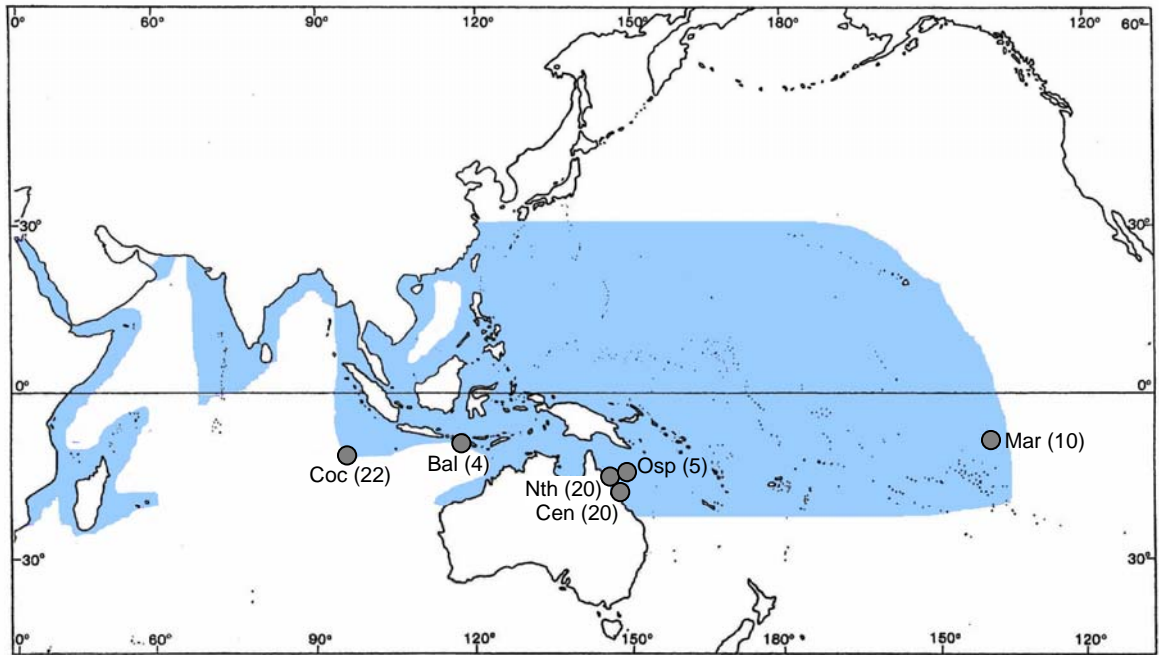 0° 60° 90° 120° 150° 180° 150° 120° 60°
30° 30°
0° 0°
Mar (10)
Coc (22) Bal (4) Osp (5)
Nth (20)
Cen (20)
30° 30°
0° 60° 90° 120° 150° 180° 150° 120°